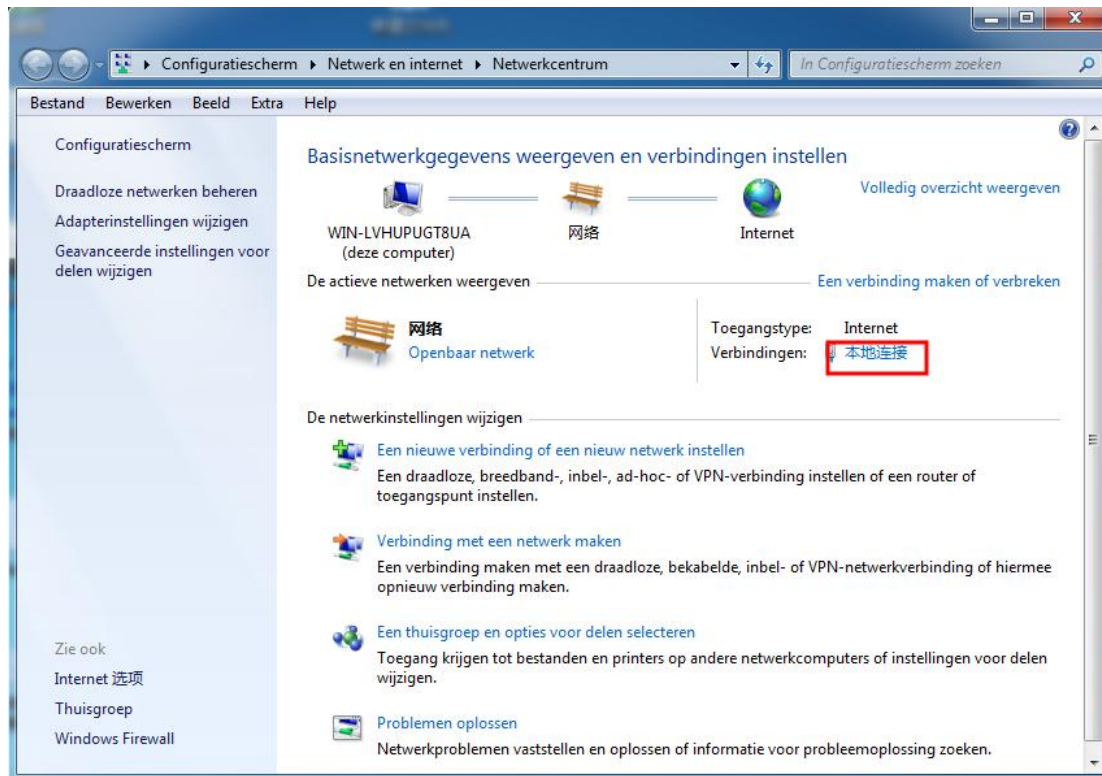 Configuratiescherm ▸ Netwerk en internet ▸ Netwerkcentrum
In Configuratiescherm zoeken
Bestand Bewerken Beeld Extra Help
Configuratiescherm
Draadloze netwerken beheren
Adapterinstellingen wijzigen
Geavanceerde instellingen voor
delen wijzigen
Zie ook
Internet 选项
Thuisgroep
Windows Firewall
Basisnetwerkgegevens weergeven en verbindingen instellen
Volledig overzicht weergeven
WIN-LVHUPUGT8UA
(deze computer)
网络
Internet
De actieve netwerken weergeven
Een verbinding maken of verbreken
网络
Openbaar netwerk
Toegangstype: Internet
Verbindingen: 本地连接
De netwerkinstellingen wijzigen
Een nieuwe verbinding of een nieuw netwerk instellen
Een draadloze, breedband-, inbel-, ad-hoc- of VPN-verbinding instellen of een router of
toegangspunt instellen.
Verbinding met een netwerk maken
Een verbinding maken met een draadloze, bekabelde, inbel- of VPN-netwerkverbinding of hiermee
opnieuw verbinding maken.
Een thuisgroep en opties voor delen selecteren
Toegang krijgen tot bestanden en printers op andere netwerkcomputers of instellingen voor delen
wijzigen.
Problemen oplossen
Netwerkproblemen vaststellen en oplossen of informatie voor probleemoplossing zoeken.